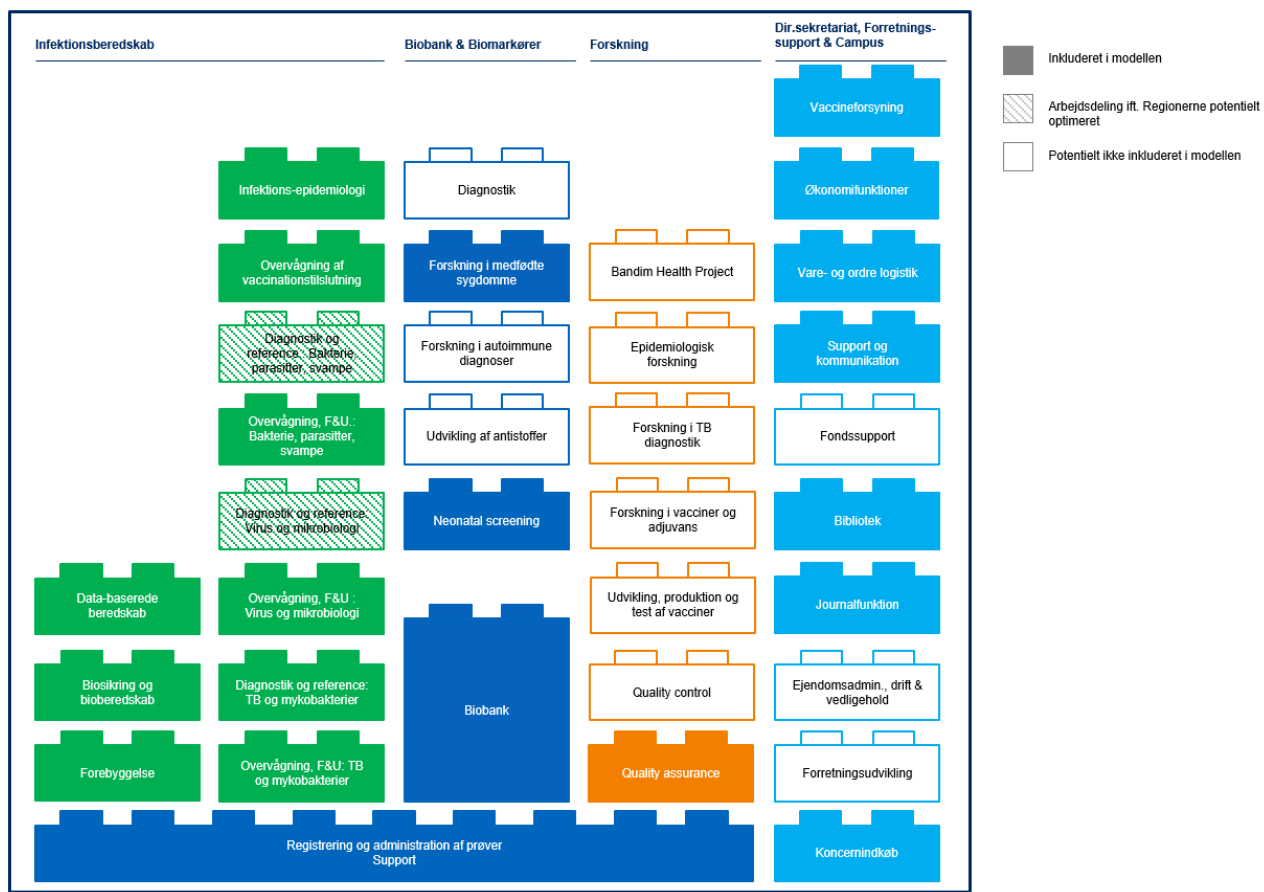 Infektionsberedskab
Biobank & Biomarkører
Forskning
Dir.sekretariat, Forretnings-
support & Campus
Inkluderet i modellen
Arbejdsdeling ift. Regionerne potentielt
optimeret
Potentielt ikke inkluderet i modellen
Data-baserede
beredskab
Biosikring og
bioberedskab
Forebyggelse
Infektions-epidemiologi
Overvågning af
vaccinationstilslutning
Diagnostik og
reference.: Bakterie,
parasitter, svampe
Overvågning, F&U.:
Bakterie, parasitter,
svampe
Diagnostik og reference:
Virus og mikrobiologi
Overvågning, F&U :
Virus og mikrobiologi
Diagnostik og reference:
TB og mykobakterier
Overvågning, F&U: TB
og mykobakterier
Diagnostik
Forskning i medfødte
sygdomme
Forskning i autoimmune
diagnoser
Udvikling af antistoffer
Neonatal screening
Biobank
Bandim Health Project
Epidemiologisk
forskning
Forskning i TB
diagnostik
Forskning i vacciner og
adjuvans
Udvikling, produktion og
test af vacciner
Quality control
Quality assurance
Vaccineforsyning
Økonomifunktioner
Vare- og ordre logistik
Support og
kommunikation
Fondssupport
Bibliotek
Journalfunktion
Ejendomsadmin., drift &
vedligehold
Forretningsudvikling
Koncernindkøb
Registrering og administration af prøver
Support